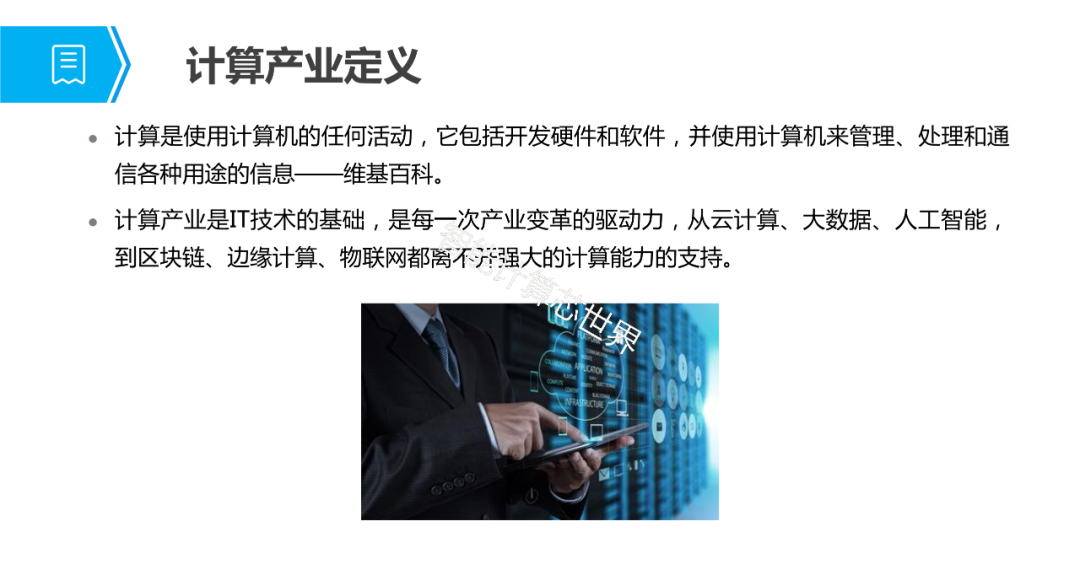 计算产业定义
计算是使用计算机的任何活动，它包括开发硬件和软件，并使用计算机来管理、处理和通
信各种用途的信息——维基百科。
计算产业是IT技术的基础，是每一次产业变革的驱动力，从云计算、大数据、人工智能，
到区块链、边缘计算、物联网都离不开强大的计算能力的支持。
智能计算芯世界
PLATFORM
APPLICATION
INFRASTRUCTURE